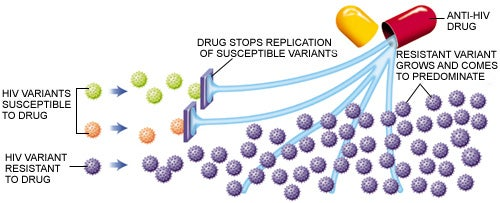 ANTI-HIV
DRUG
DRUG STOPS REPLICATION
OF SUSCEPTIBLE VARIANTS
RESISTANT VARIANT
GROWS AND COMES
TO PREDOMINATE
HIV VARIANTS
SUSCEPTIBLE
TO DRUG
HIV VARIANT
RESISTANT
TO DRUG